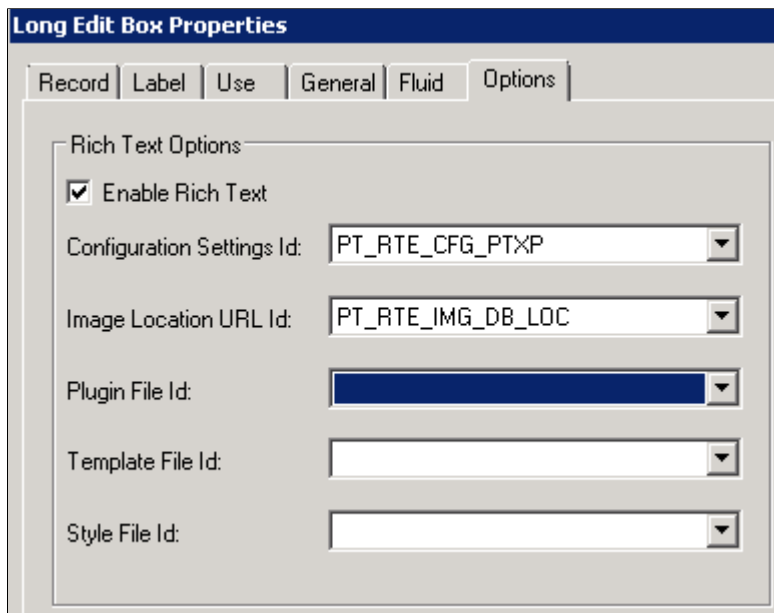 Long Edit Box Properties
Record Label Use General Fluid Options
Rich Text Options
Enable Rich Text
Configuration Settings Id: PT_RTE_CFG_PTXP
Image Location URL Id: PT_RTE_IMG_DB_LOC
Plugin File Id:
Template File Id:
Style File Id: